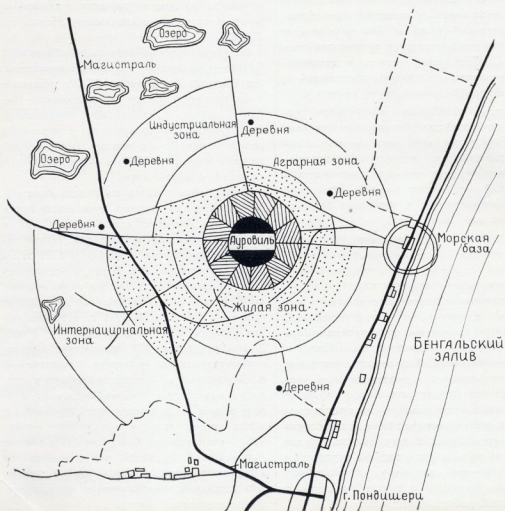 Озеро
Магистраль
Индустриальная
зона
Деревня
Деревня
Аграрная зона
Озеро
Деревня
Деревня
Ауровиль
Морская
база
Жилая зона
Интернациональная
зона
Бенгальский
залив
Деревня
Магистраль
г. Пондишери